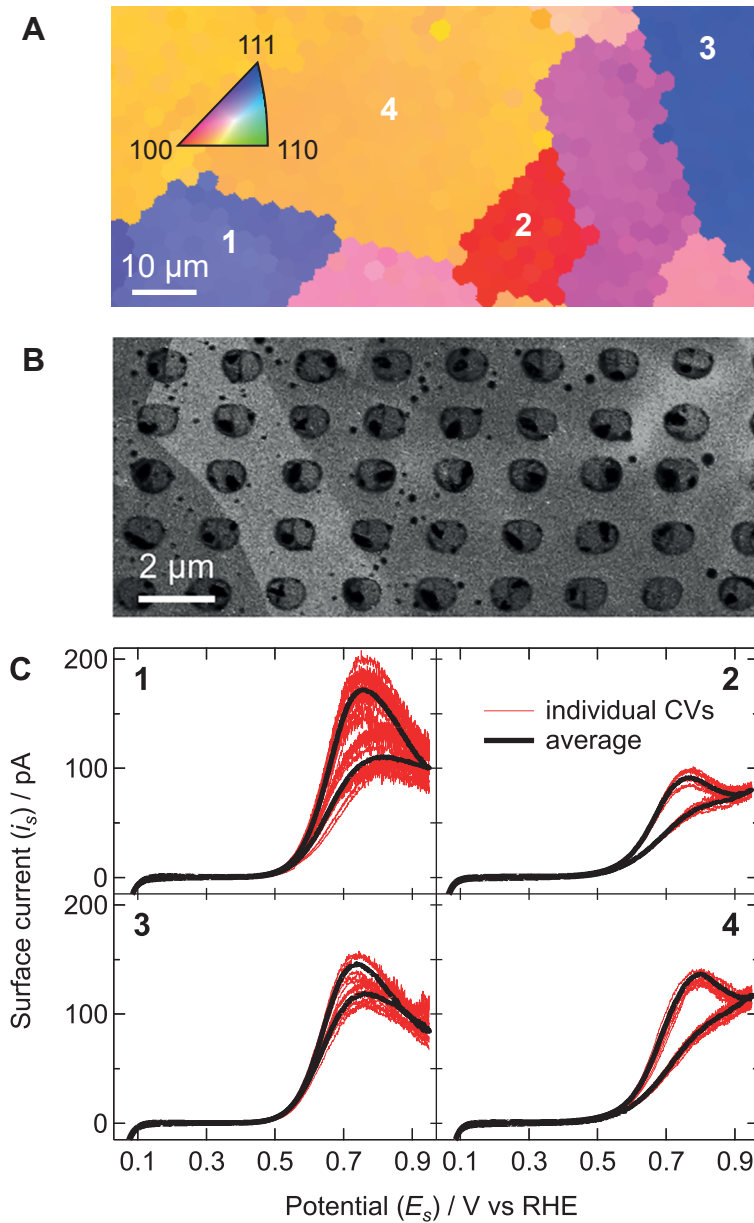 A
111
3
4
100
110
1
2
10 µm
B
2 µm
C
200
1
2
individual CVs
average
100
0
200
3
4
100
0
Surface current (iₛ) / pA
0.1 0.3 0.5 0.7 0.9 0.1 0.3 0.5 0.7 0.9
Potential (Eₛ) / V vs RHE